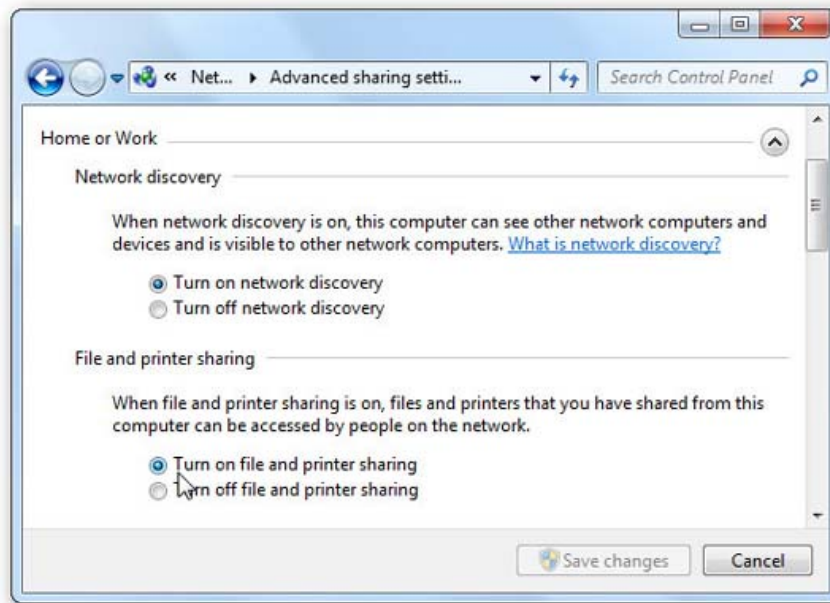 « Net... ▸ Advanced sharing setti...
Search Control Panel
Home or Work
Network discovery
When network discovery is on, this computer can see other network computers and
devices and is visible to other network computers. What is network discovery?
Turn on network discovery
Turn off network discovery
File and printer sharing
When file and printer sharing is on, files and printers that you have shared from this
computer can be accessed by people on the network.
Turn on file and printer sharing
Turn off file and printer sharing
Save changes
Cancel